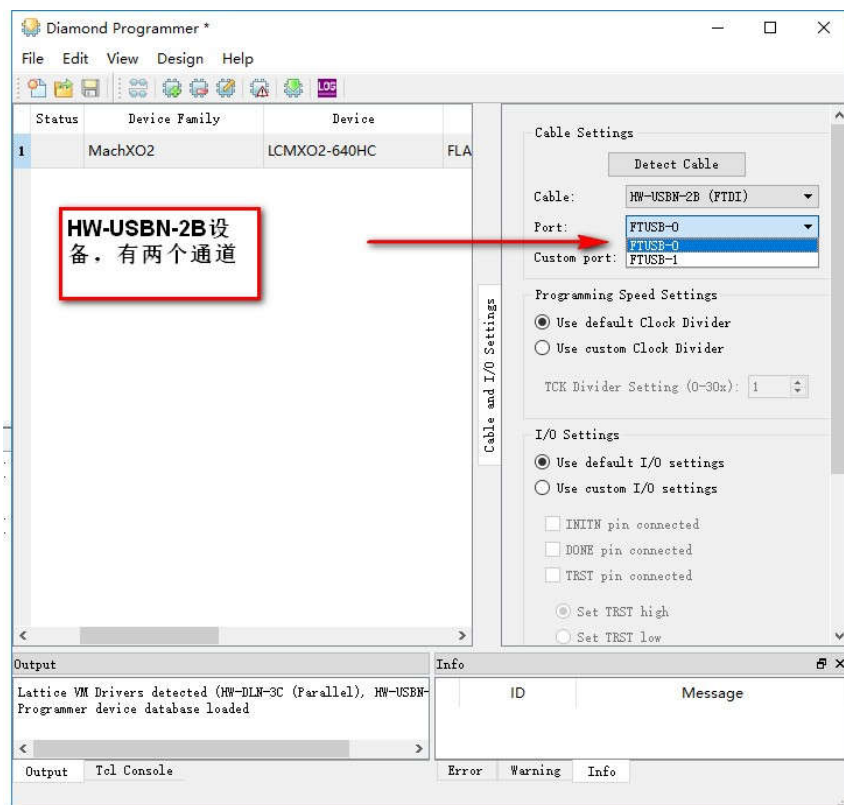 Diamond Programmer *
File Edit View Design Help
LOG
Status Device Family Device
1 MachXO2 LCMXO2-640HC FLA
HW-USBN-2B设
备，有两个通道
Cable and I/O Settings
Cable Settings
Detect Cable
Cable: HW-USBN-2B (FTDI)
Port: FTUSB-0
FTUSB-0
Custom port: FTUSB-1
Programming Speed Settings
Use default Clock Divider
Use custom Clock Divider
TCK Divider Setting (0-30x): 1
I/O Settings
Use default I/O settings
Use custom I/O settings
INITN pin connected
DONE pin connected
TRST pin connected
Set TRST high
Set TRST low
Output
Lattice VM Drivers detected (HW-DLN-3C (Parallel), HW-USBN-
Programmer device database loaded
Output Tcl Console
Info
ID Message
Error Warning Info